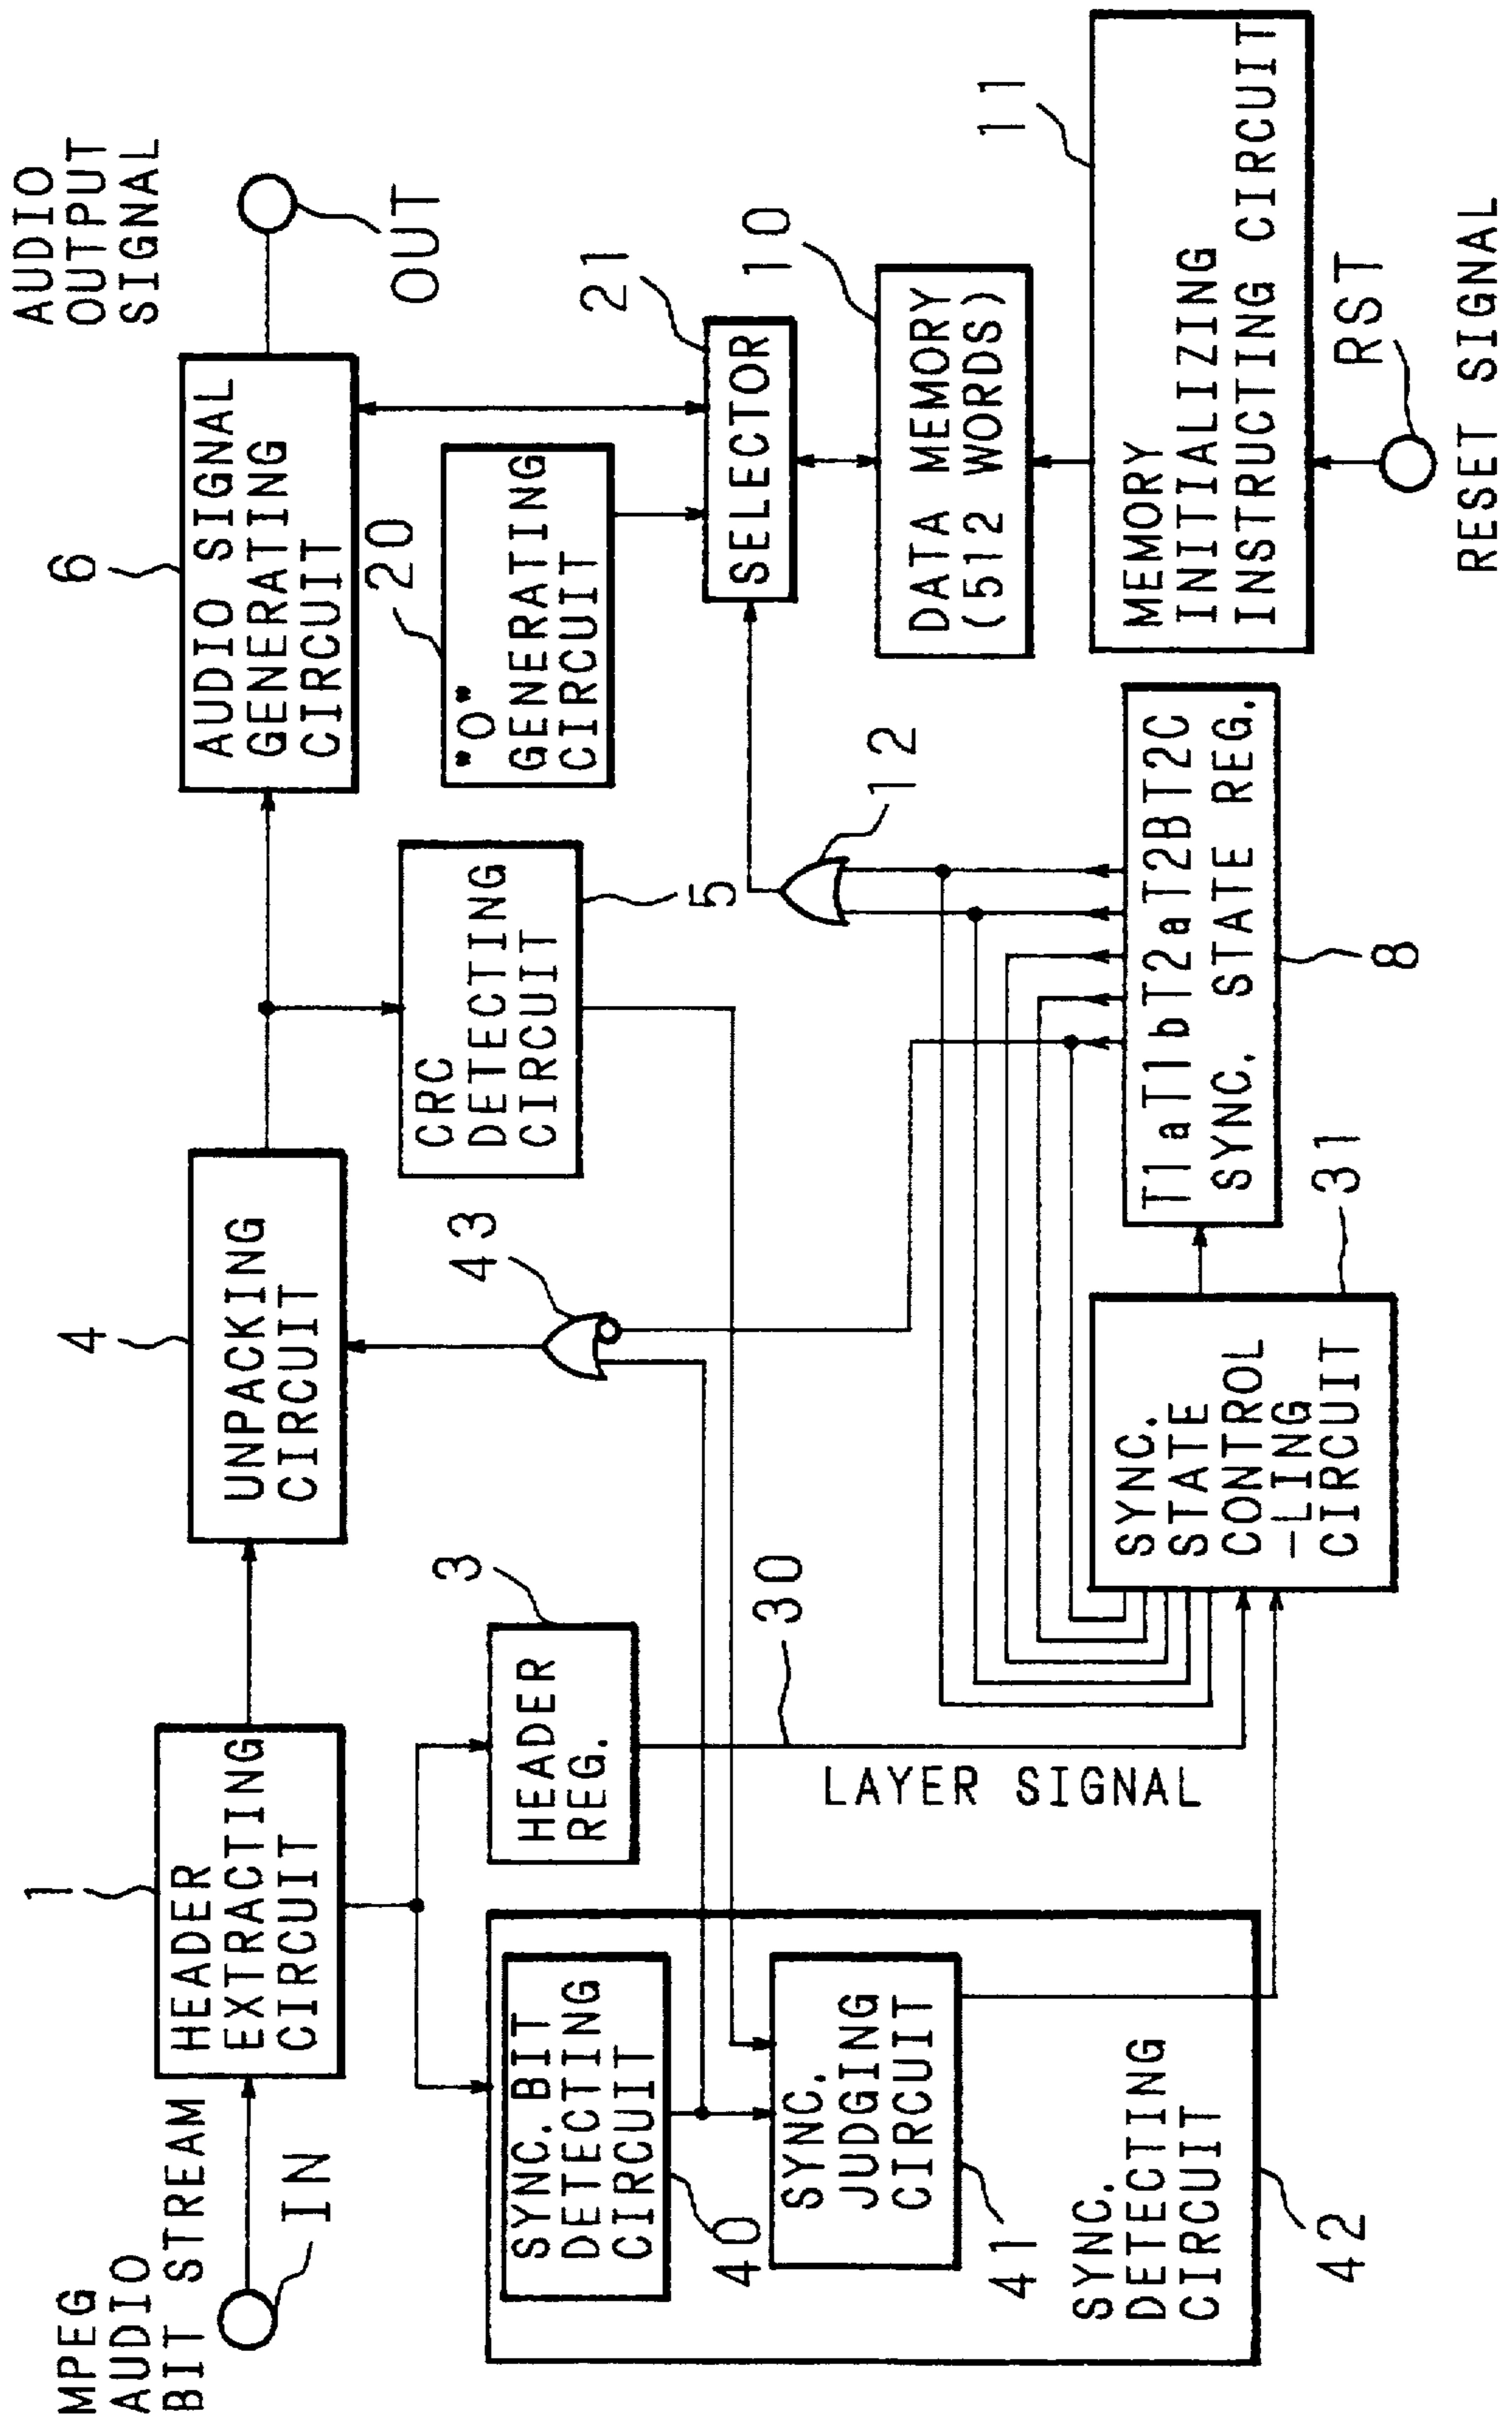 MPEG
AUDIO
BIT STREAM
IN
1
HEADER
EXTRACTING
CIRCUIT
4
UNPACKING
CIRCUIT
6
AUDIO SIGNAL
GENERATING
CIRCUIT
AUDIO
OUTPUT
SIGNAL
OUT
SYNC. BIT
DETECTING
CIRCUIT
40
SYNC.
JUDGING
CIRCUIT
41
SYNC.
DETECTING
CIRCUIT
42
3
HEADER
REG.
30
LAYER SIGNAL
43
CRC
DETECTING
CIRCUIT
5
20
"0"
GENERATING
CIRCUIT
21
SELECTOR
10
DATA MEMORY
(512 WORDS)
11
MEMORY
INITIALIZING
INSTRUCTING CIRCUIT
RST
RESET SIGNAL
12
T1aT1bT2aT2BT2C
SYNC. STATE REG.
8
31
SYNC.
STATE
CONTROL
-LING
CIRCUIT